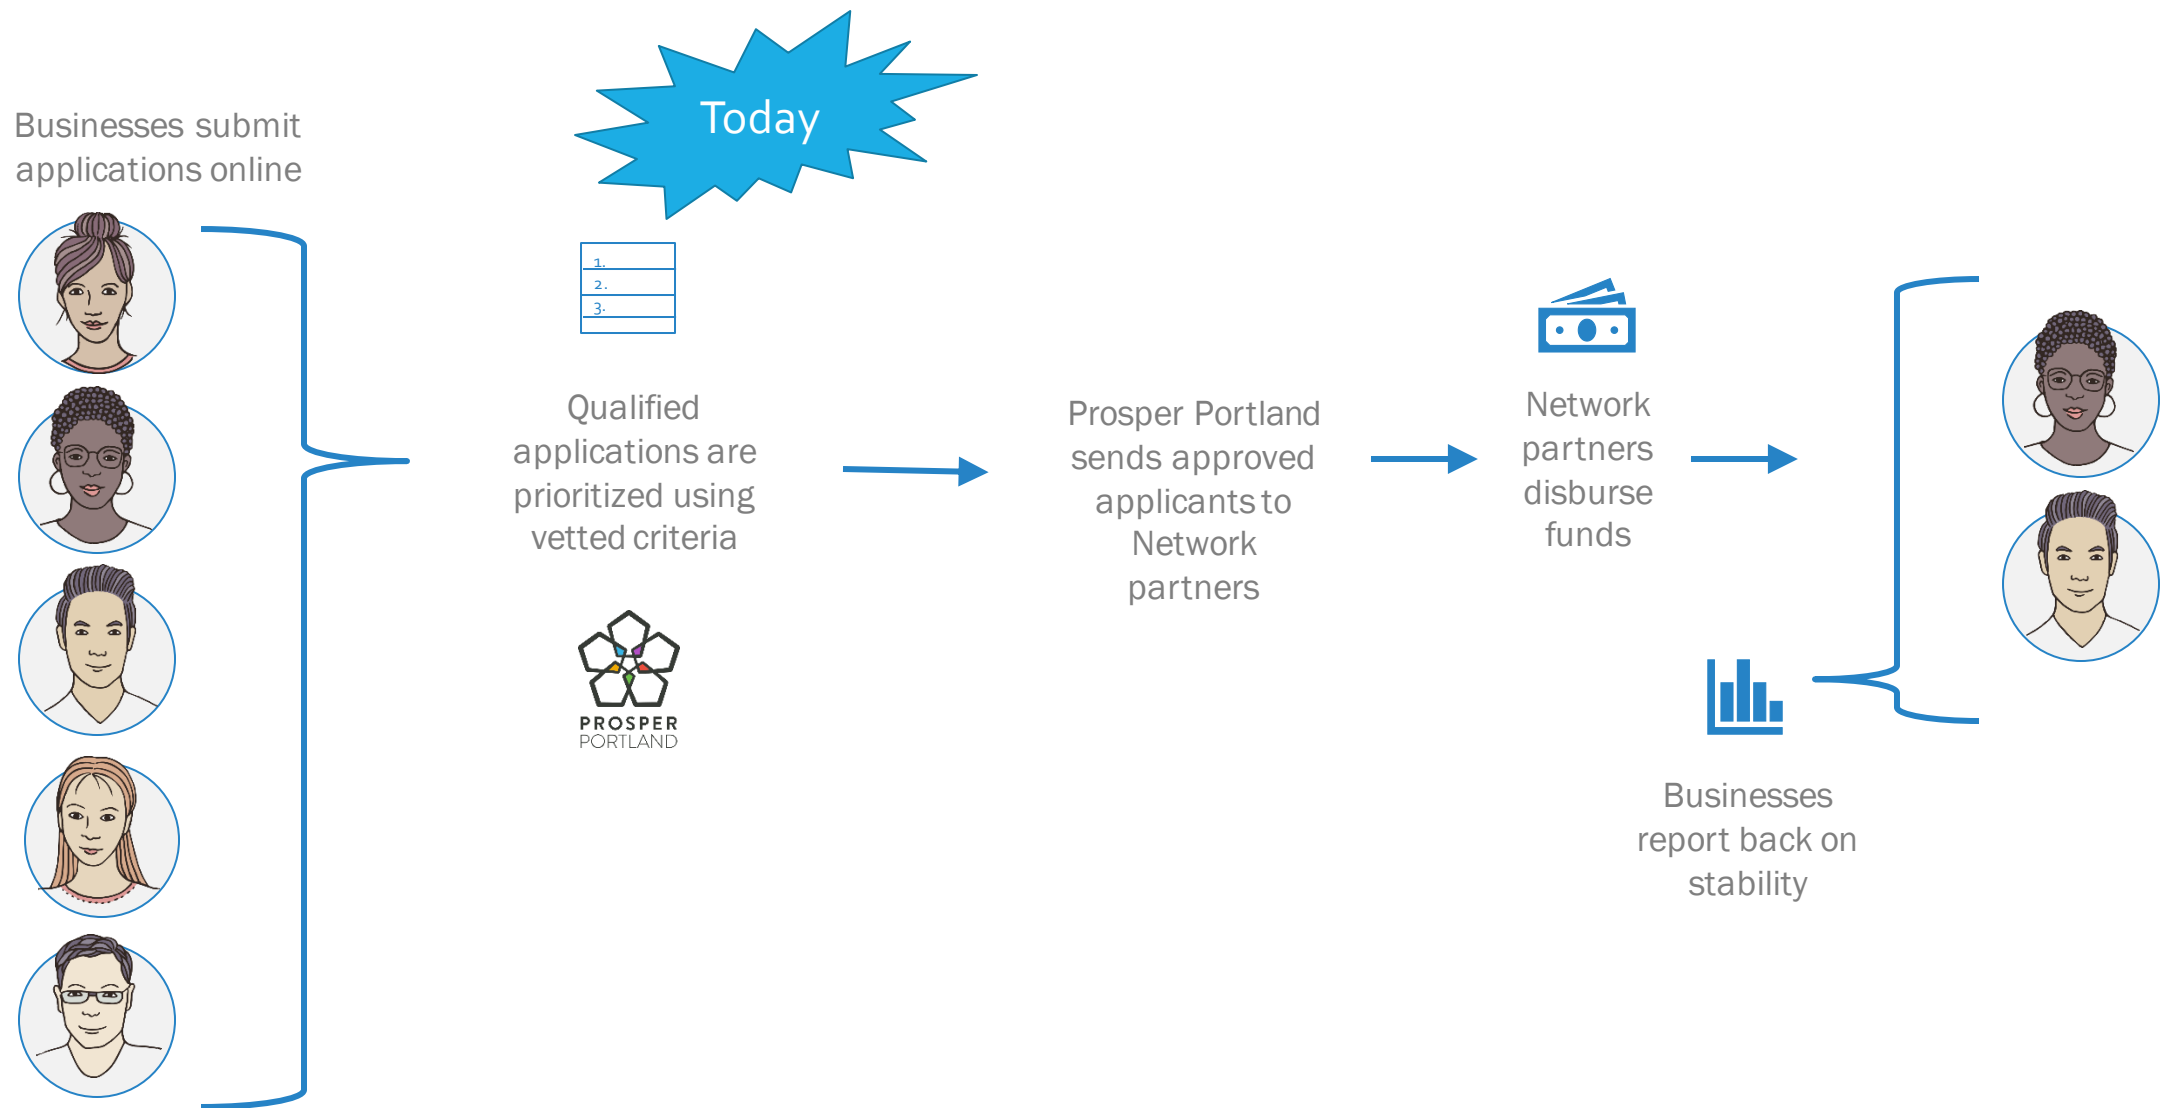 Today
Businesses submit
applications online
1.
2.
3.
Qualified
applications are
prioritized using
vetted criteria
PROSPER
PORTLAND
Prosper Portland
sends approved
applicants to
Network
partners
Network
partners
disburse
funds
Businesses
report back on
stability